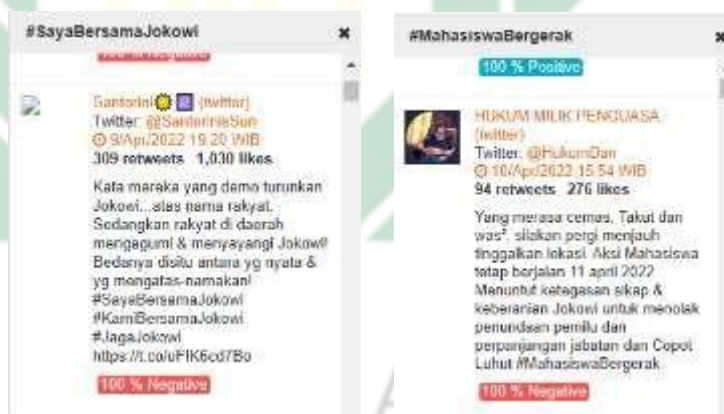 #SayaBersamaJokowi
100 % Negative
Santorini (twitter)
Twitter: @SantorinieSun
9/Apr/2022 19.20 WIB
309 retweets 1,030 likes
Kata mereka yang demo turunkan
Jokowi...atas nama rakyat.
Sedangkan rakyat di daerah
mengagumi & menyayangi Jokowi!
Bedanya disitu antara yg nyata &
yg mengatas-namakan!
#SayaBersamaJokowi
#KamiBersamaJokowi
#JagaJokowi
https://t.co/uFIK6cd7Bo
100 % Negative
#MahasiswaBergerak
100 % Positive
HUKUM MILIK PENGUASA
(twitter)
Twitter: @HukumDan
10/Apr/2022 15.54 WIB
94 retweets 276 likes
Yang merasa cemas, Takut dan
was², silakan pergi menjauh
tinggalkan lokasi. Aksi Mahasiswa
tetap berjalan 11 april 2022
Menuntut ketegasan sikap &
keberanian Jokowi untuk menolak
penundaan pemilu dan
perpanjangan jabatan dan Copot
Luhut #MahasiswaBergerak
100 % Negative